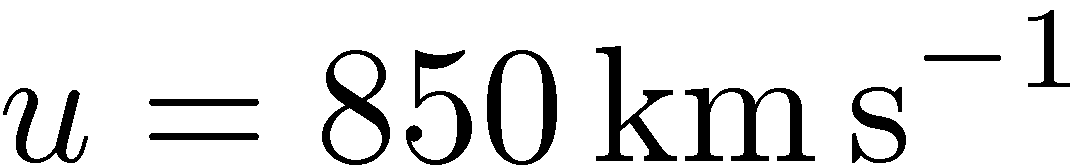 u = 850 km s⁻¹